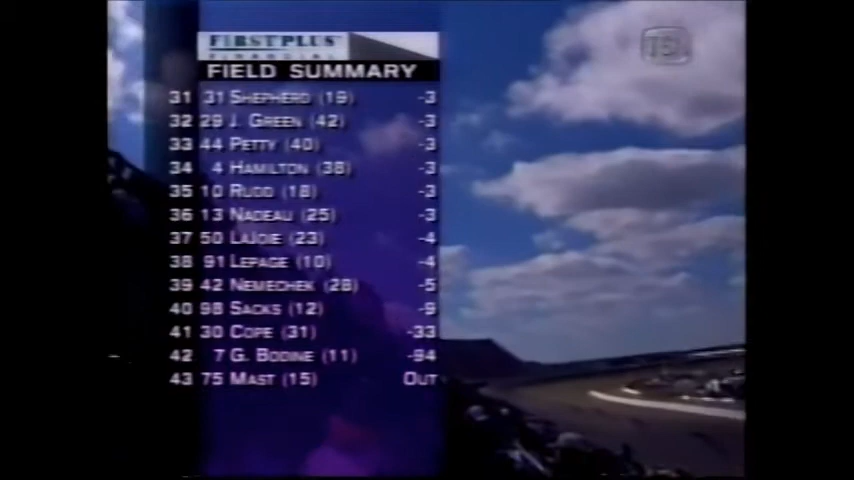 FIRSTPLUS
FINANCIAL
FIELD SUMMARY
31 31 SHEPHERD (19) -3
32 29 J. GREEN (42) -3
33 44 PETTY (40) -3
34 4 HAMILTON (38) -3
35 10 RUDD (18) -3
36 13 NADEAU (25) -3
37 50 LAJOIE (23) -4
38 91 LEPAGE (10) -4
39 42 NEMECHEK (28) -5
40 98 SACKS (12) -9
41 30 COPE (31) -33
42 7 G. BODINE (11) -94
43 75 MAST (15) OUT